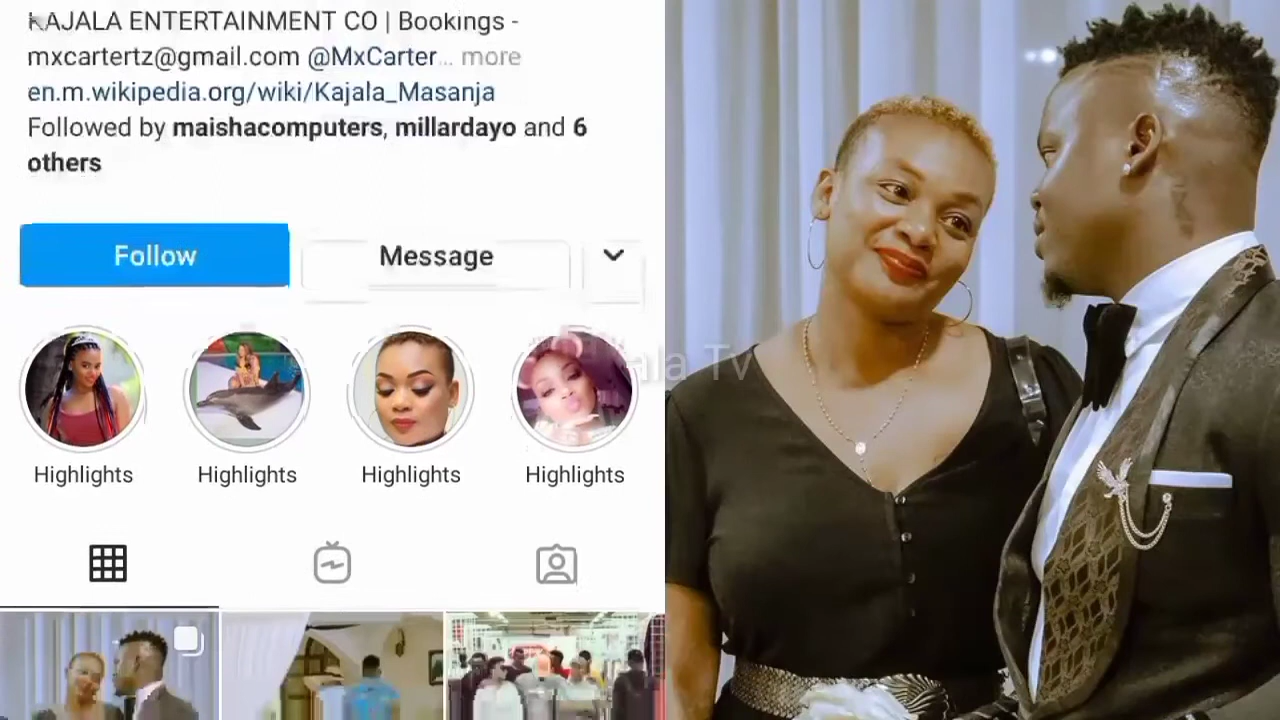 KAJALA ENTERTAINMENT CO | Bookings -
mxcartertz@gmail.com @MxCarter... more
en.m.wikipedia.org/wiki/Kajala_Masanja
Followed by maishacomputers, millardayo and 6
others
Follow
Message
Highlights
Highlights
Highlights
Highlights
Tv